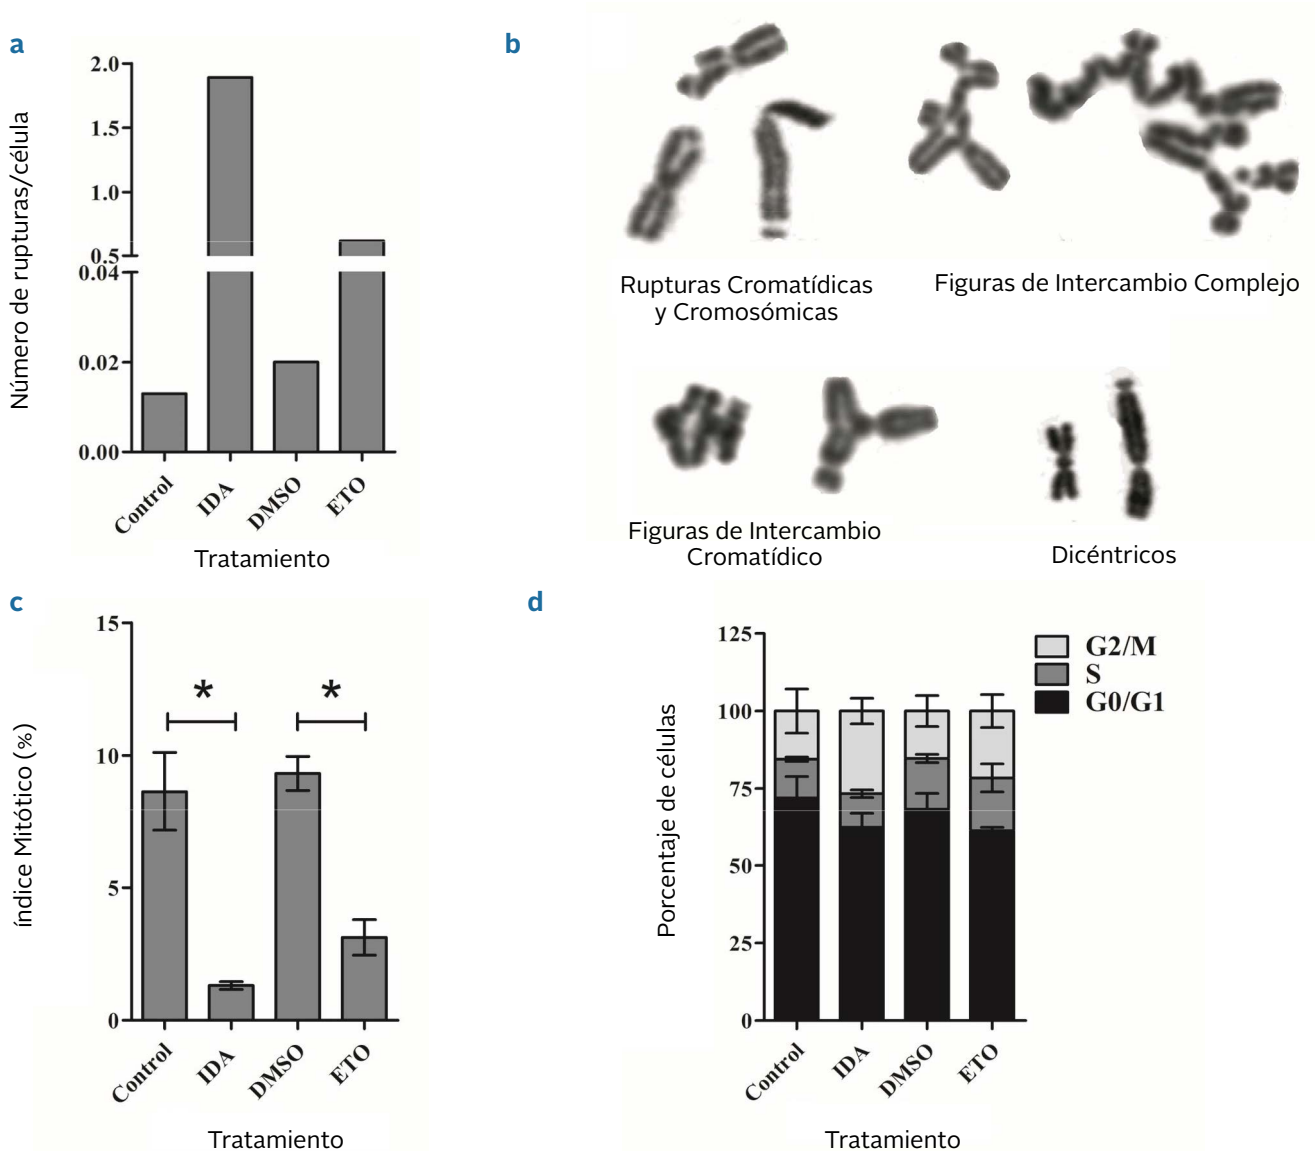 a
Número de rupturas/célula
2.0
1.5
1.0
0.5
0.04
0.02
0.00
Control
IDA
DMSO
ETO
Tratamiento
b
Rupturas Cromatídicas
y Cromosómicas
Figuras de Intercambio Complejo
Figuras de Intercambio
Cromatídico
Dicéntricos
c
índice Mitótico (%)
15
10
5
0
*
*
Control
IDA
DMSO
ETO
Tratamiento
d
Porcentaje de células
125
100
75
50
25
0
G2/M
S
G0/G1
Control
IDA
DMSO
ETO
Tratamiento